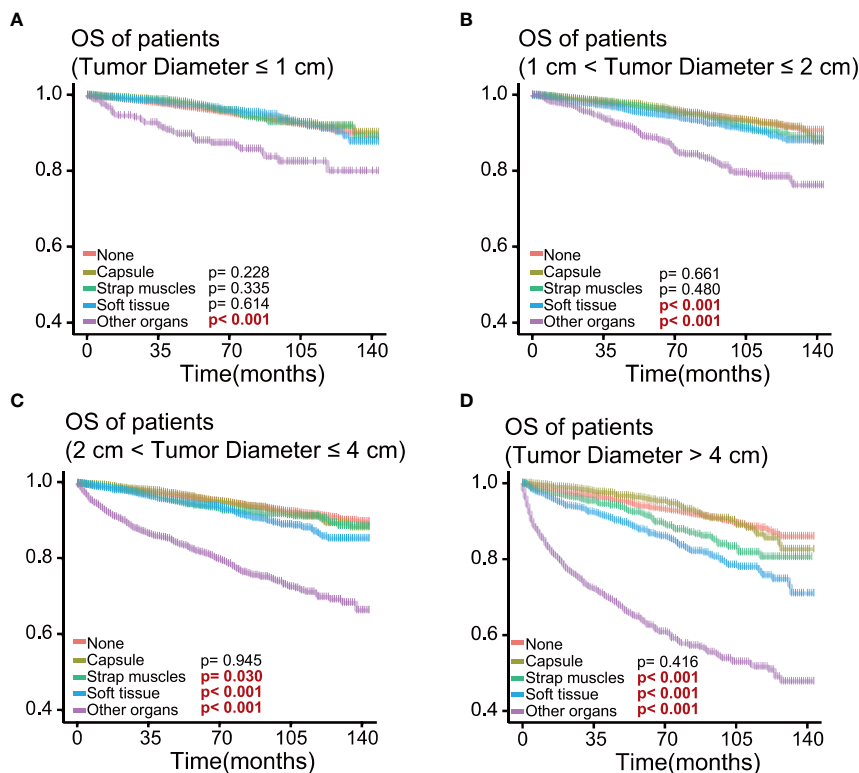 A
OS of patients
(Tumor Diameter ≤ 1 cm)
1.0
0.8
0.6
0.4
None
Capsule p= 0.228
Strap muscles p= 0.335
Soft tissue p= 0.614
Other organs p< 0.001
0 35 70 105 140
Time(months)
B
OS of patients
(1 cm < Tumor Diameter ≤ 2 cm)
1.0
0.8
0.6
0.4
None
Capsule p= 0.661
Strap muscles p= 0.480
Soft tissue p< 0.001
Other organs p< 0.001
0 35 70 105 140
Time(months)
C
OS of patients
(2 cm < Tumor Diameter ≤ 4 cm)
1.0
0.8
0.6
0.4
None
Capsule p= 0.945
Strap muscles p= 0.030
Soft tissue p< 0.001
Other organs p< 0.001
0 35 70 105 140
Time(months)
D
OS of patients
(Tumor Diameter > 4 cm)
1.0
0.8
0.6
0.4
None
Capsule p= 0.416
Strap muscles p< 0.001
Soft tissue p< 0.001
Other organs p< 0.001
0 35 70 105 140
Time(months)